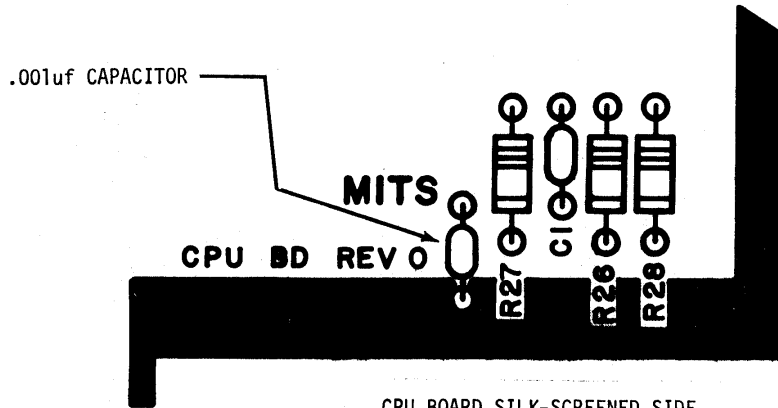 .001uf CAPACITOR
MITS
CPU BD REV 0
R27
C1
R26
R28
CPU BOARD SILK-SCREENED SIDE